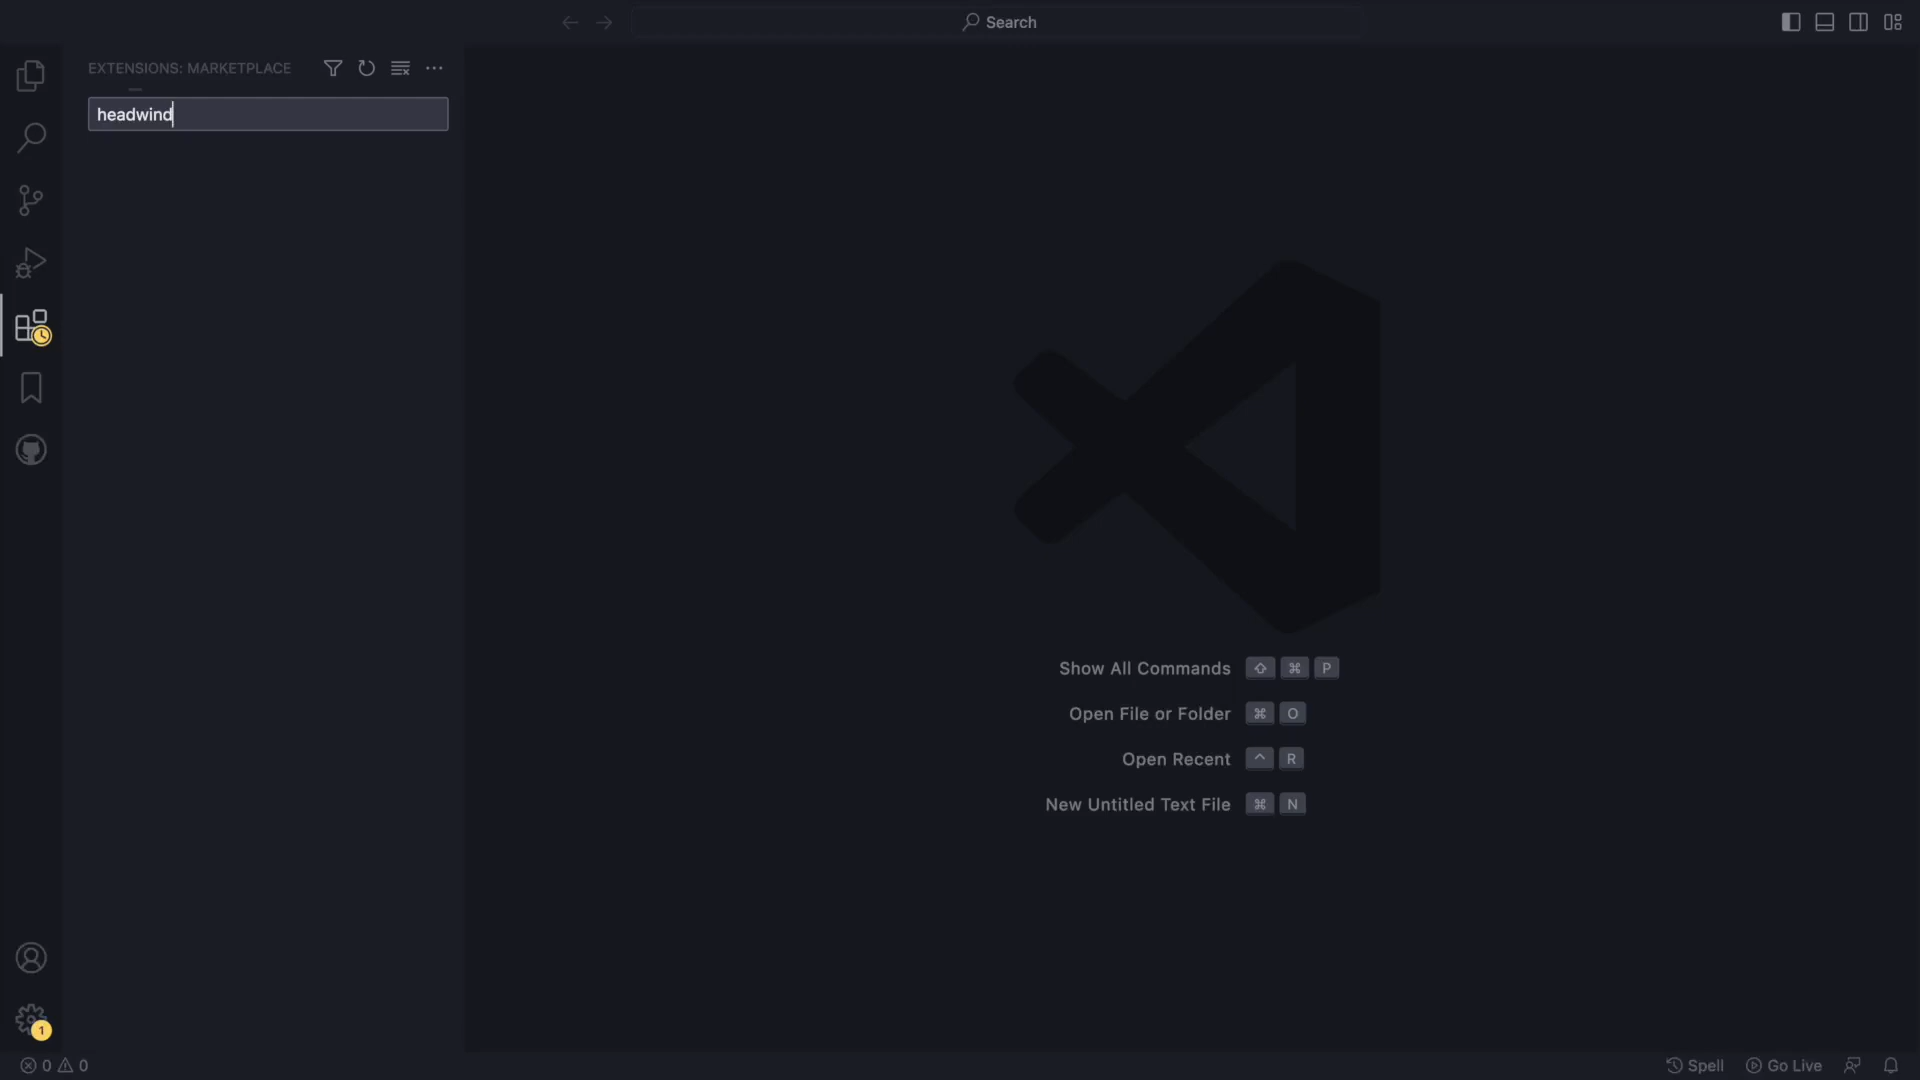 Search
EXTENSIONS: MARKETPLACE
headwind
Show All Commands ⇧ ⌘ P
Open File or Folder ⌘ O
Open Recent ^ R
New Untitled Text File ⌘ N
1
0 0
Spell Go Live